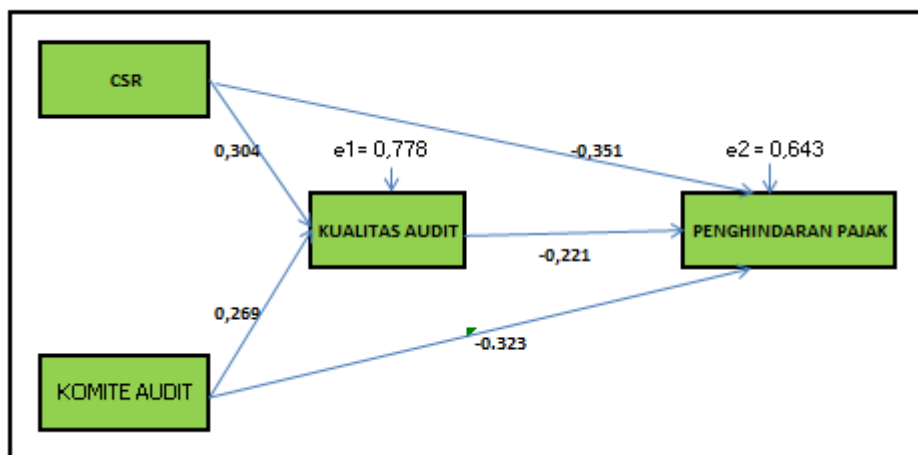 CSR
0,304
e1= 0,778
-0,351
e2 = 0,643
KUALITAS AUDIT
PENGHINDARAN PAJAK
-0,221
0,269
-0.323
KOMITE AUDIT